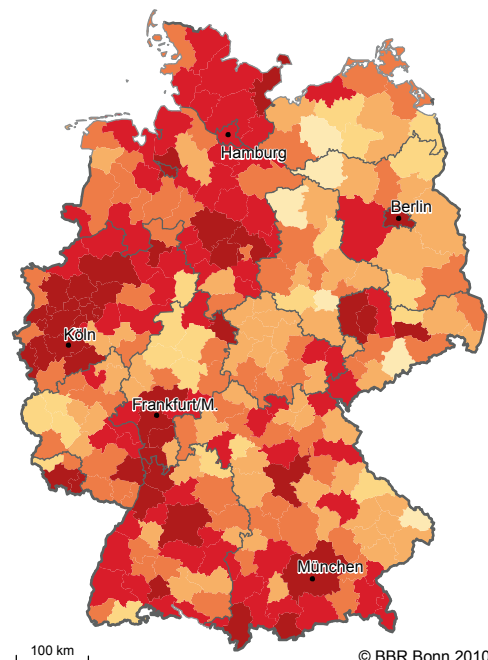 Hamburg
Berlin
Köln
Frankfurt/M.
München
100 km
© BBR Bonn 2010